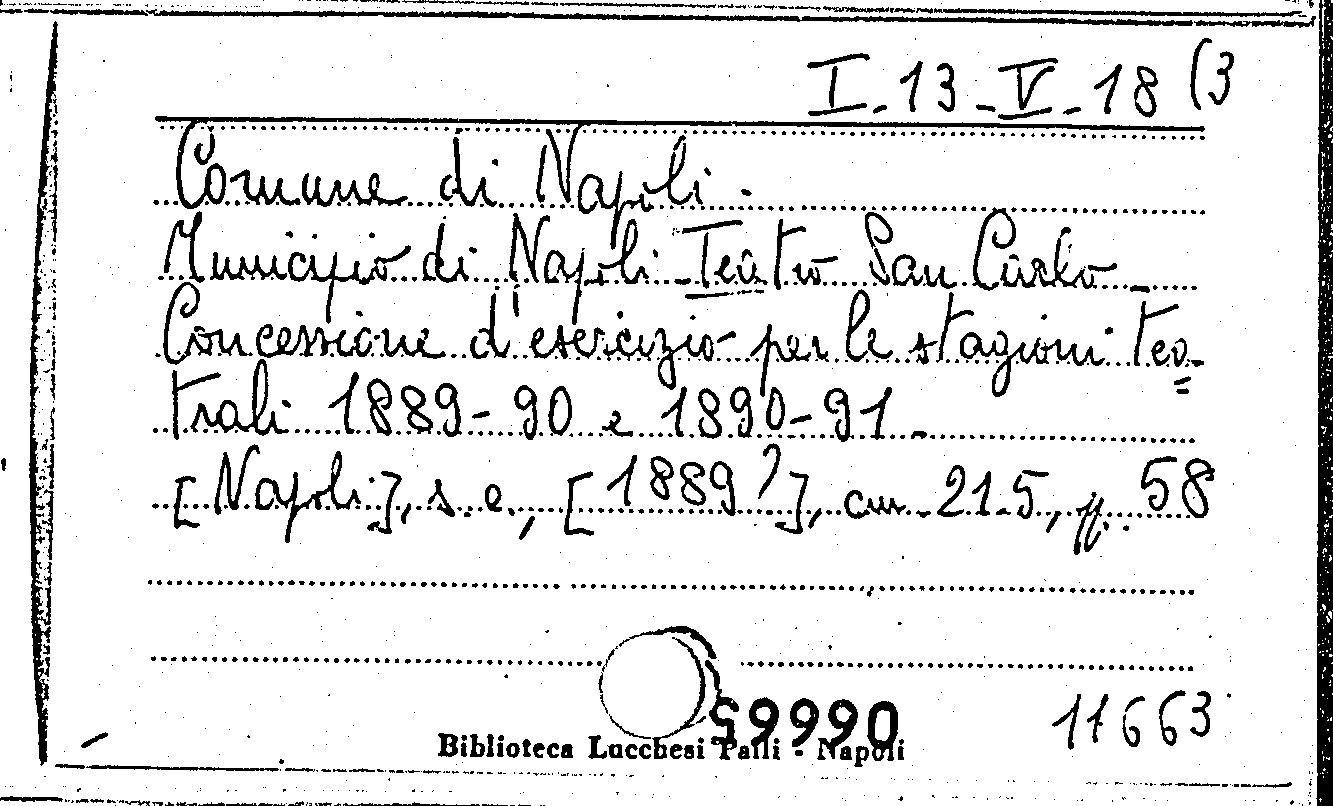 I-13-V-18 (3
Comune di Napoli.
Municipio di Napoli - Teatro San Carlo -
Concessione d'esercizio per le stagioni tea=
trali 1889-90 e 1890-91.
[Napoli], s. e., [1889?], cm. 21.5, pp. 58
11663
Biblioteca Lucchesi Palli - Napoli